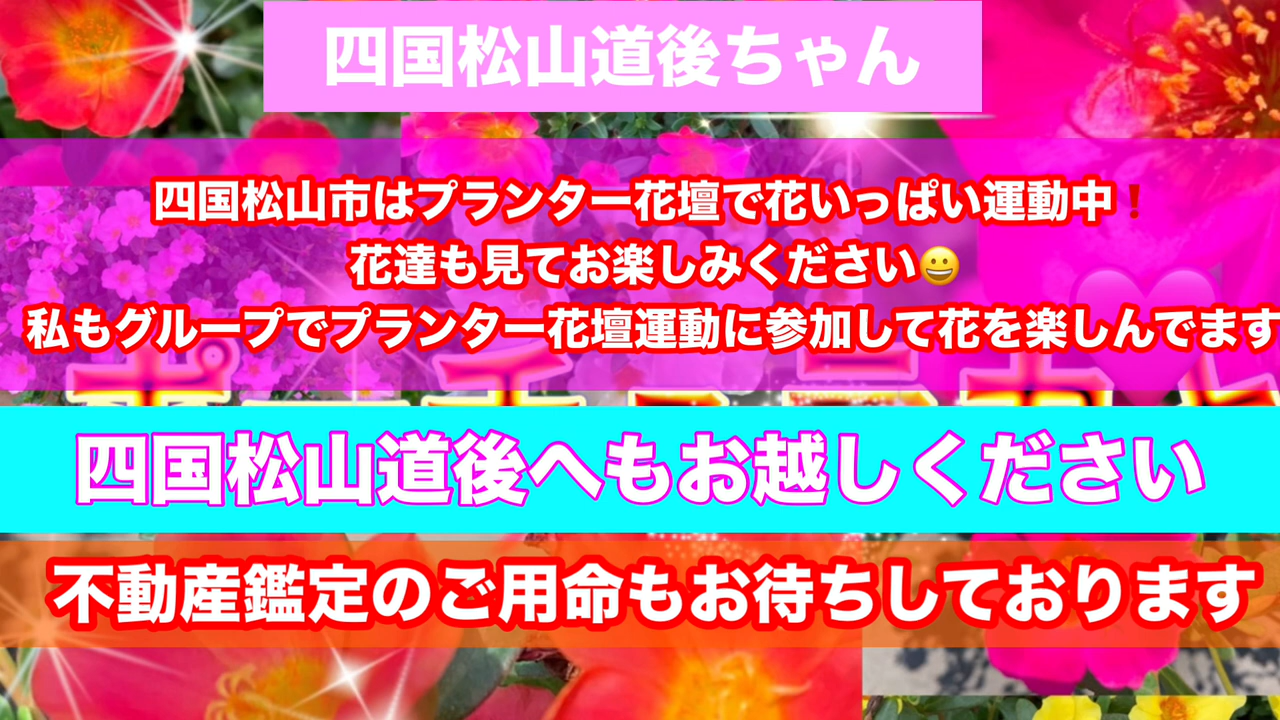 四国松山道後ちゃん
四国松山市はプランター花壇で花いっぱい運動中❗
花達も見てお楽しみください😀
私もグループでプランター花壇運動に参加して花を楽しんでます
四国松山道後へもお越しください
不動産鑑定のご用命もお待ちしております